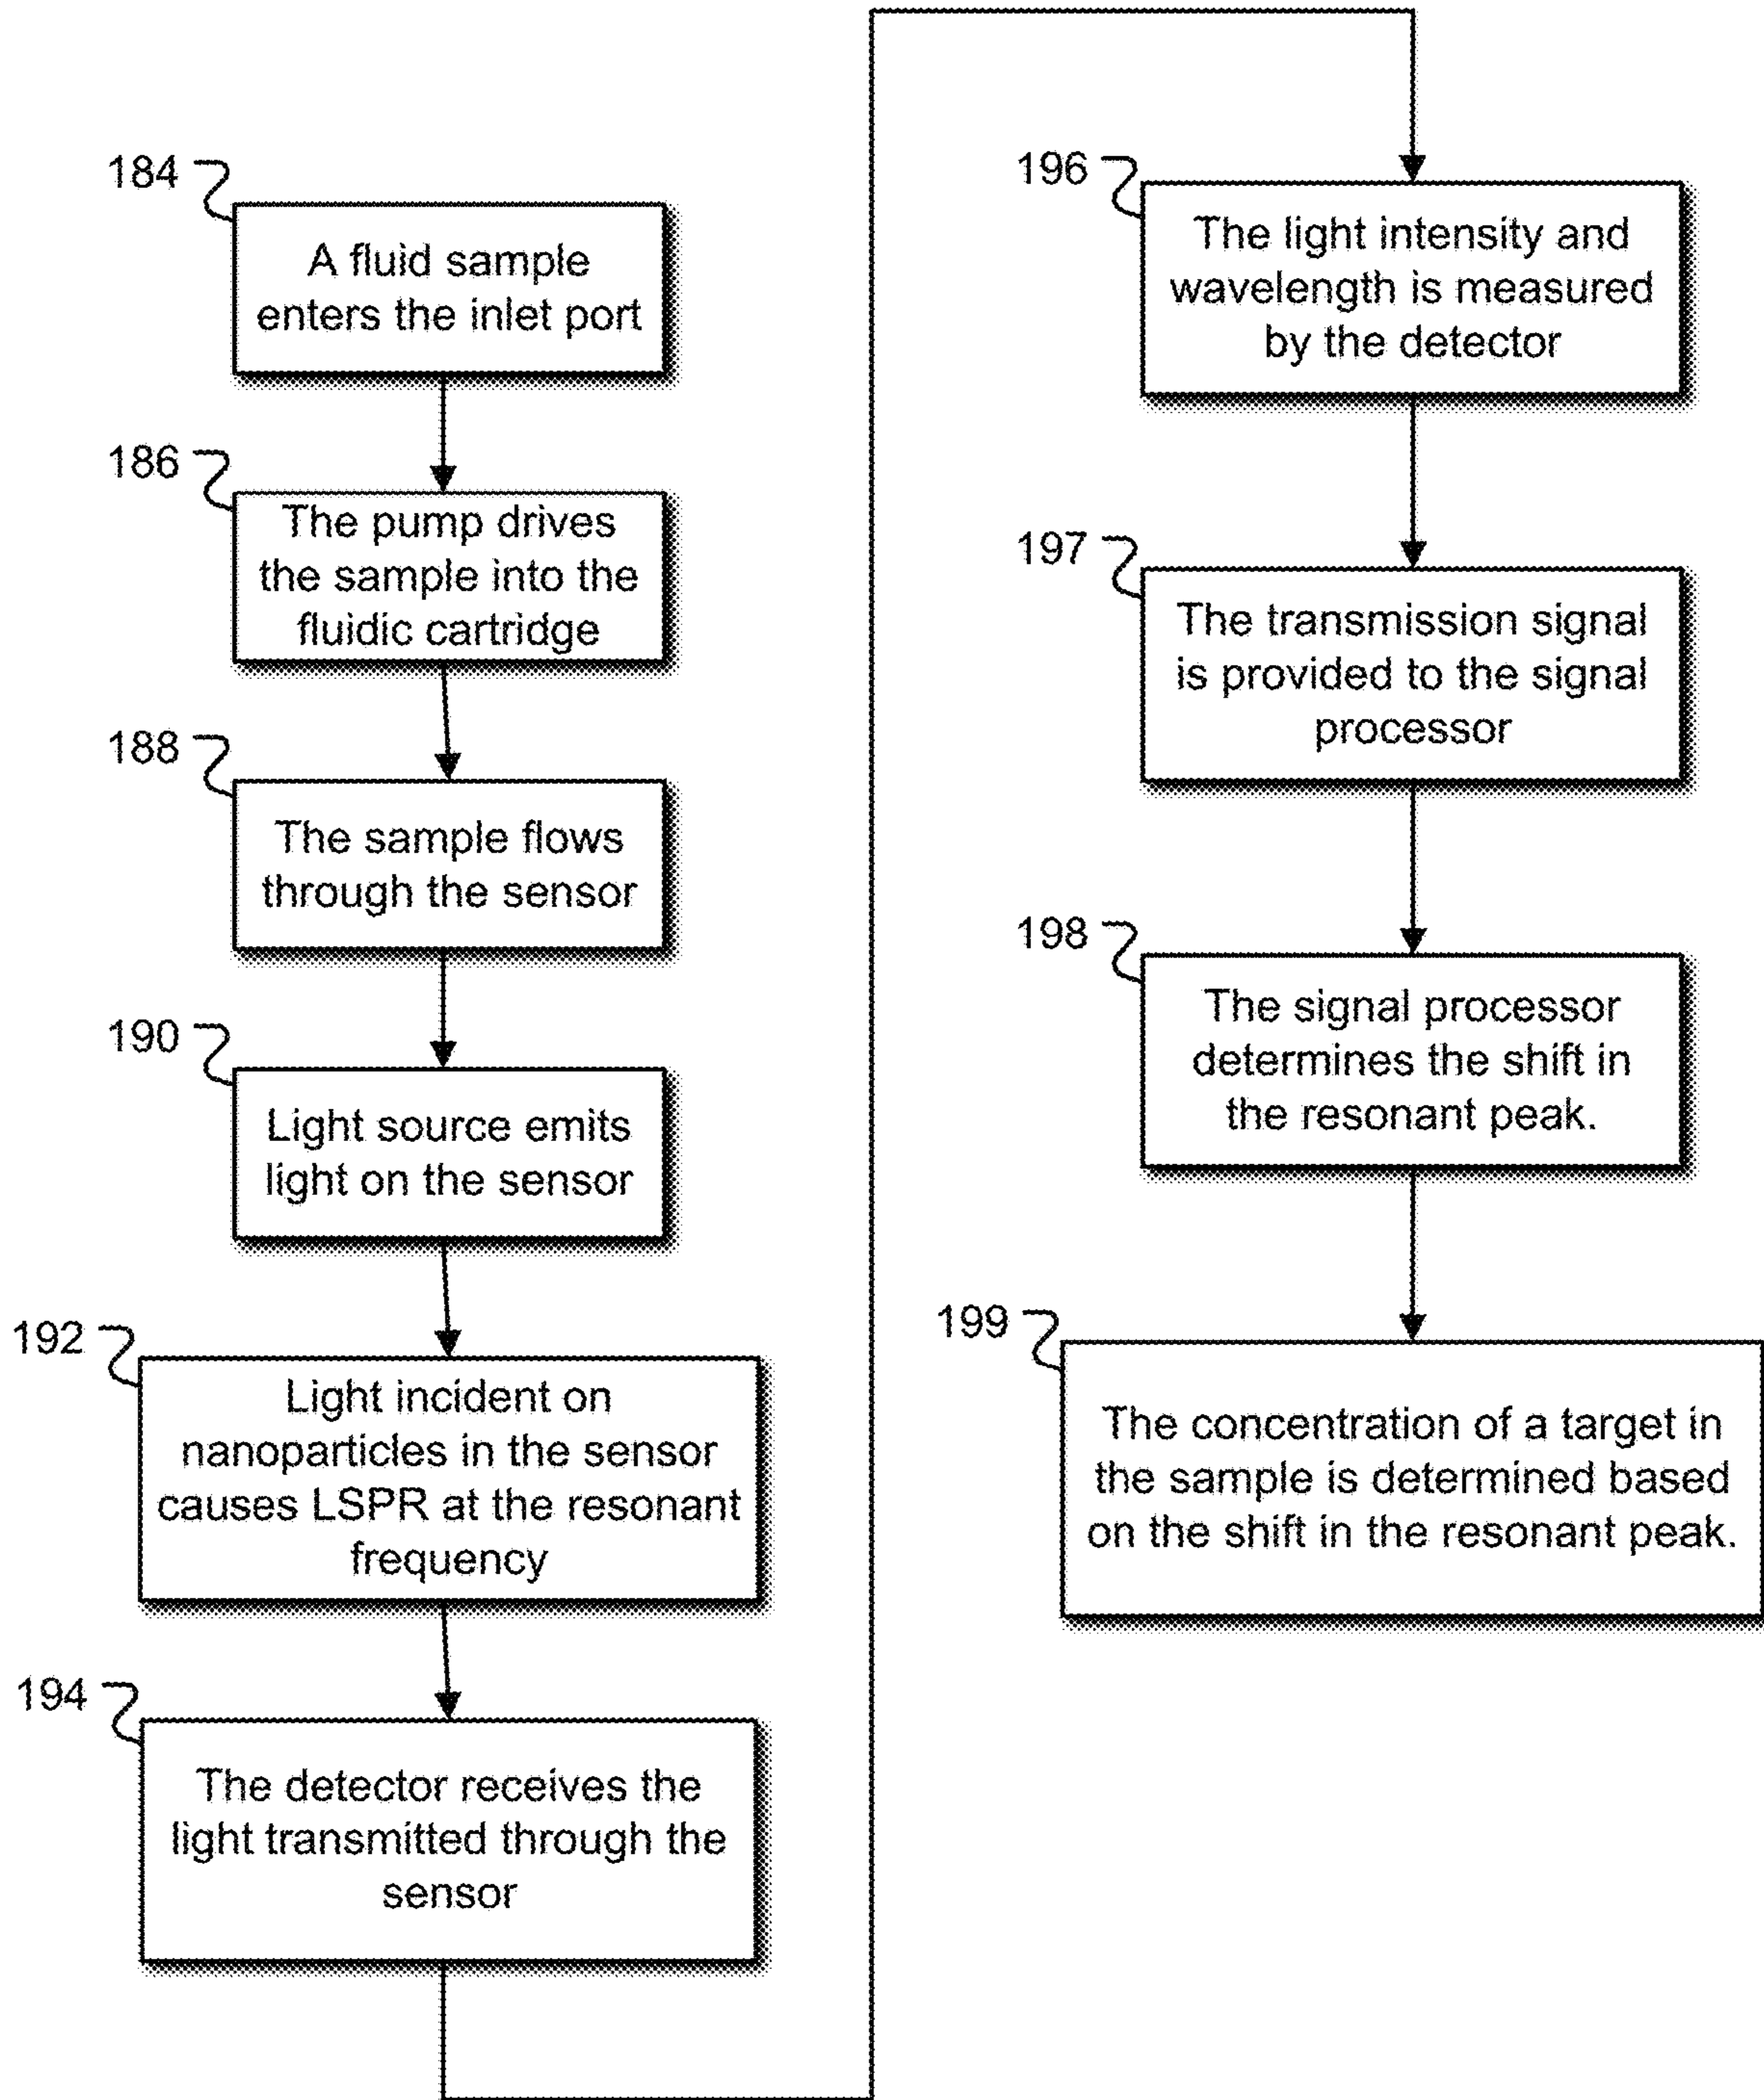 184
A fluid sample
enters the inlet port
186
The pump drives
the sample into the
fluidic cartridge
188
The sample flows
through the sensor
190
Light source emits
light on the sensor
192
Light incident on
nanoparticles in the sensor
causes LSPR at the resonant
frequency
194
The detector receives the
light transmitted through the
sensor
196
The light intensity and
wavelength is measured
by the detector
197
The transmission signal
is provided to the signal
processor
198
The signal processor
determines the shift in
the resonant peak.
199
The concentration of a target in
the sample is determined based
on the shift in the resonant peak.